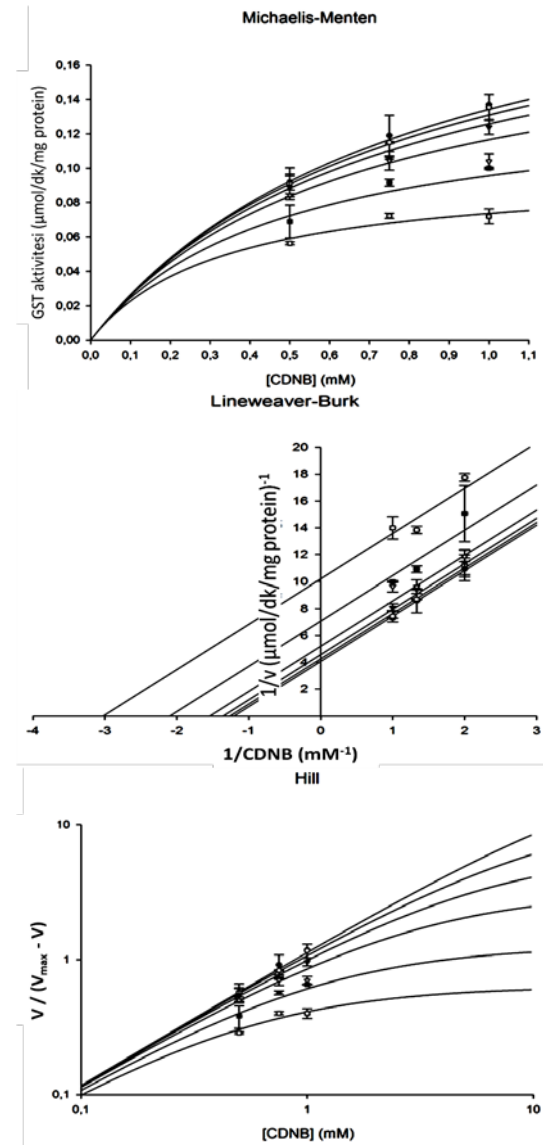 Michaelis-Menten
GST aktivitesi (µmol/dk/mg protein)
0,16
0,14
0,12
0,10
0,08
0,06
0,04
0,02
0,00
0,0 0,1 0,2 0,3 0,4 0,5 0,6 0,7 0,8 0,9 1,0 1,1
[CDNB] (mM)
Lineweaver-Burk
1/v (µmol/dk/mg protein)⁻¹
20
18
16
14
12
10
8
6
4
2
-4 -3 -2 -1 0 1 2 3
1/CDNB (mM⁻¹)
Hill
V / (Vmax - V)
10
1
0,1
0,1 1 10
[CDNB] (mM)